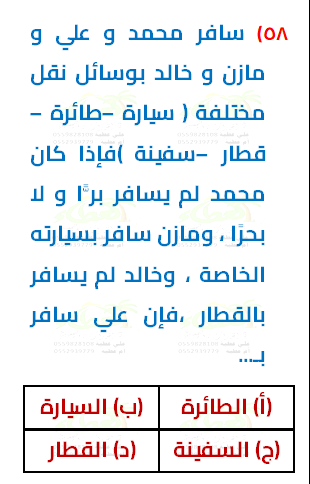 ٥٨) سافر محمد و علي و
مازن و خالد بوسائل نقل
مختلفة ( سيارة –طائرة –
قطار –سفينة )فإذا كان
محمد لم يسافر برًّا و لا
بحرًا ، ومازن سافر بسيارته
الخاصة ، وخالد لم يسافر
بالقطار ،فإن علي سافر
بـ...
(أ) الطائرة (ب) السيارة
(ج) السفينة (د) القطار